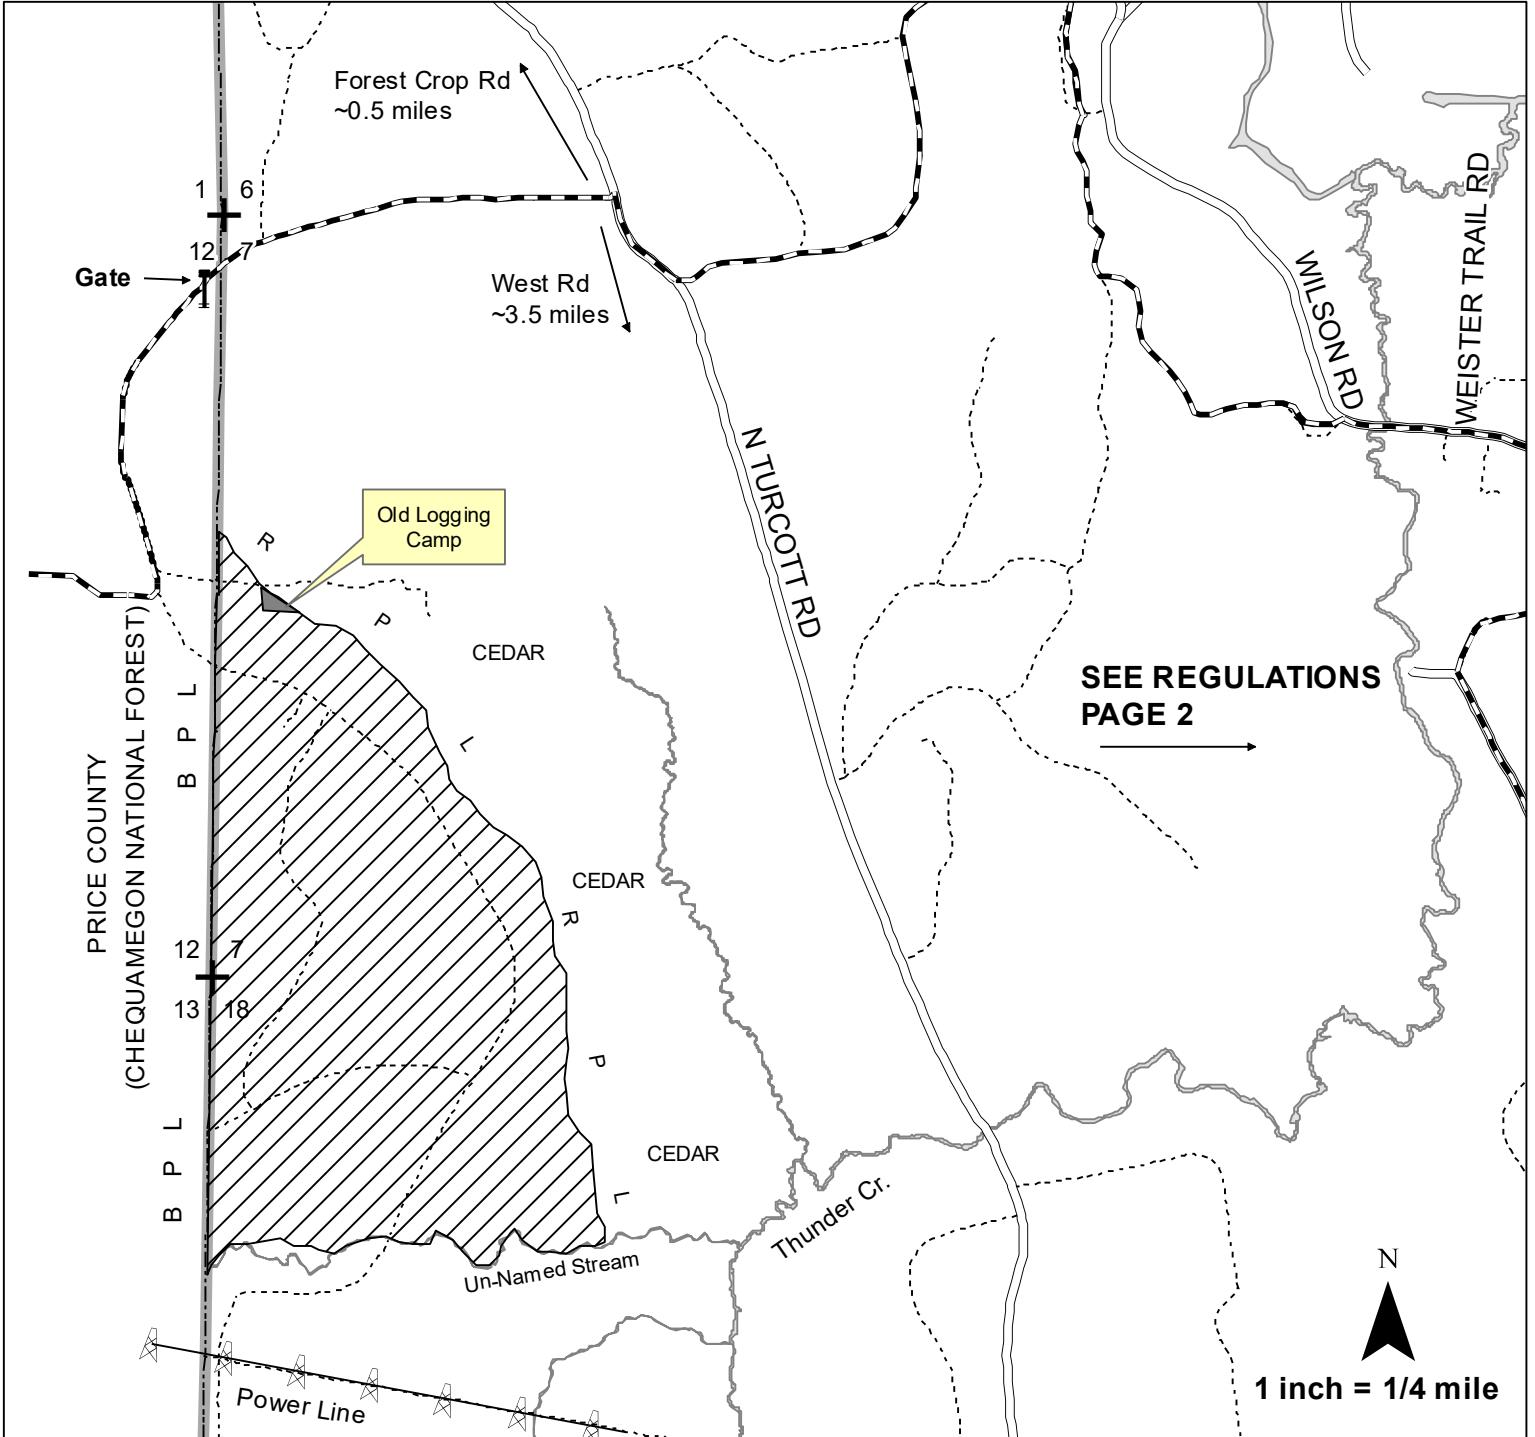 Forest Crop Rd
~0.5 miles
1 6
12 7
Gate
West Rd
~3.5 miles
WILSON RD
WEISTER TRAIL RD
N TURCOTT RD
Old Logging
Camp
R
P
L
R
P
L
CEDAR
CEDAR
CEDAR
SEE REGULATIONS
PAGE 2
PRICE COUNTY
(CHEQUAMEGON NATIONAL FOREST)
B P L
B P L
12 7
13 18
Thunder Cr.
Un-Named Stream
Power Line
N
1 inch = 1/4 mile